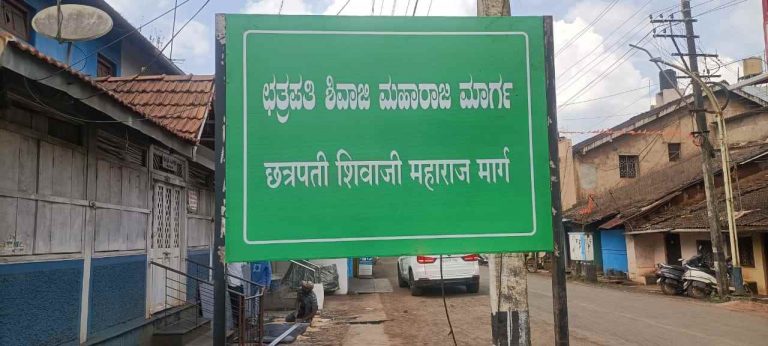 ಛತ್ರಪತಿ ಶಿವಾಜಿ ಮಹಾರಾಜ ಮಾರ್ಗ
छत्रपती शिवाजी महाराज मार्ग